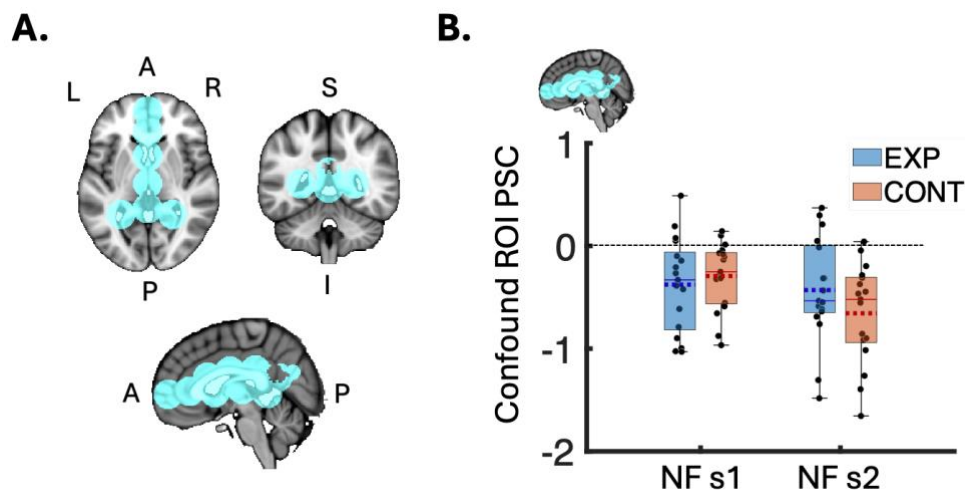 A.
A
L
R
P
S
I
A
P
B.
Confound ROI PSC
1
0
-1
-2
EXP
CONT
NF s1
NF s2